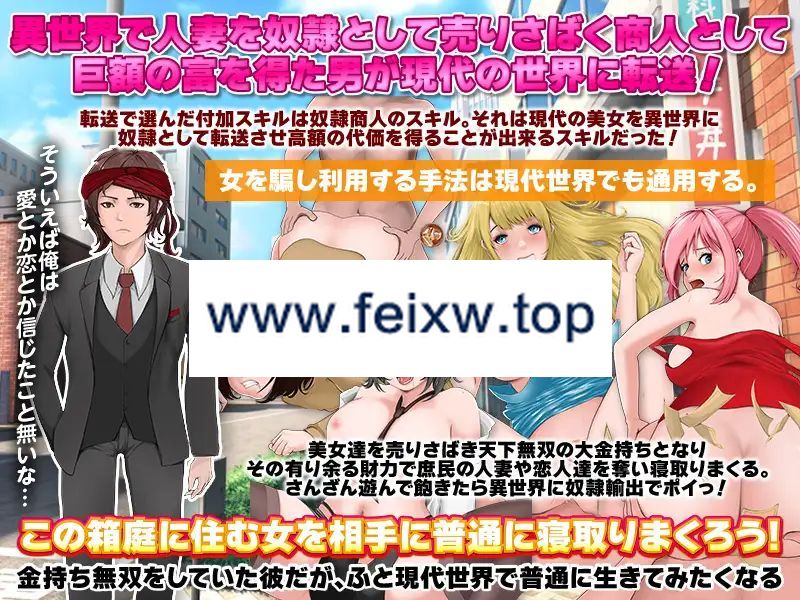 異世界で人妻を奴隷として売りさばく商人として
巨額の富を得た男が現代の世界に転送！
転送で選んだ付加スキルは奴隷商人のスキル。それは現代の美女を異世界に
奴隷として転送させ高額の代価を得ることが出来るスキルだった！
女を騙し利用する手法は現代世界でも通用する。
そういえば俺は
愛とか恋とか信じたこと無いな…
www.feixw.top
美女達を売りさばき天下無双の大金持ちとなり
その有り余る財力で庶民の人妻や恋人達を奪い寝取りまくる。
さんざん遊んで飽きたら異世界に奴隷輸出でポイっ！
この箱庭に住む女を相手に普通に寝取りまくろう！
金持ち無双をしていた彼だが、ふと現代世界で普通に生きてみたくなる